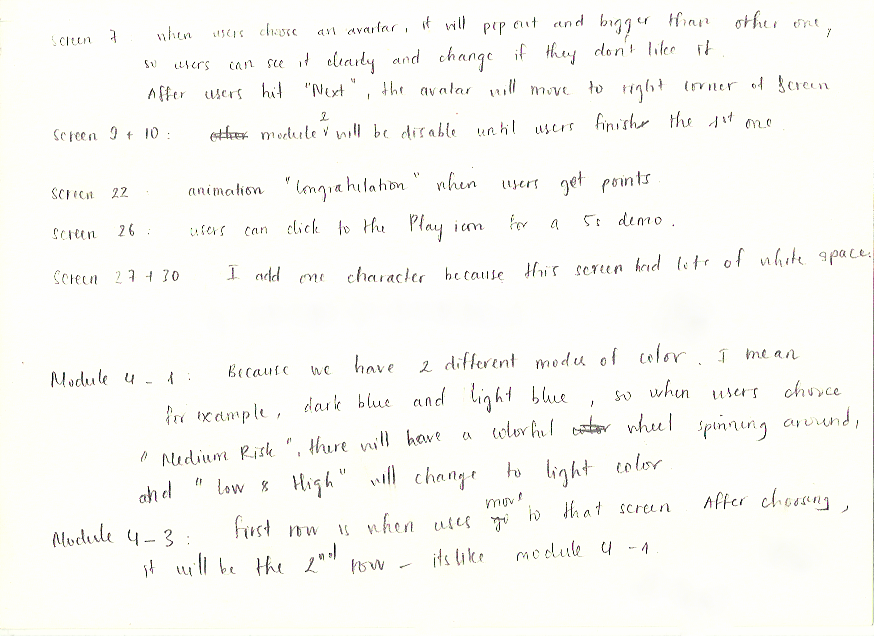 Screen 7 when users choose an avartar, it will pop out and bigger than other one,
so users can see it clearly and change if they don't like it.
After users hit "Next", the avatar will move to right corner of screen
Screen 9 + 10 : other module 2 will be disable until users finish the 1st one
Screen 22 . animation "Congratulation" when users get points.
Screen 26 : users can click to the Play icon for a 5s demo.
Screen 27 + 30 I add one character because this screen had lots of white space.
Module 4 - 1 : Because we have 2 different modes of color. I mean
for example, dark blue and light blue, so when users choice
"Medium Risk", there will have a colorful color wheel spinning around,
and "Low & High" will change to light color.
Module 4 - 3 : first row is when uses go move to that screen After choosing,
it will be the 2nd row - its like module 4 - 1.